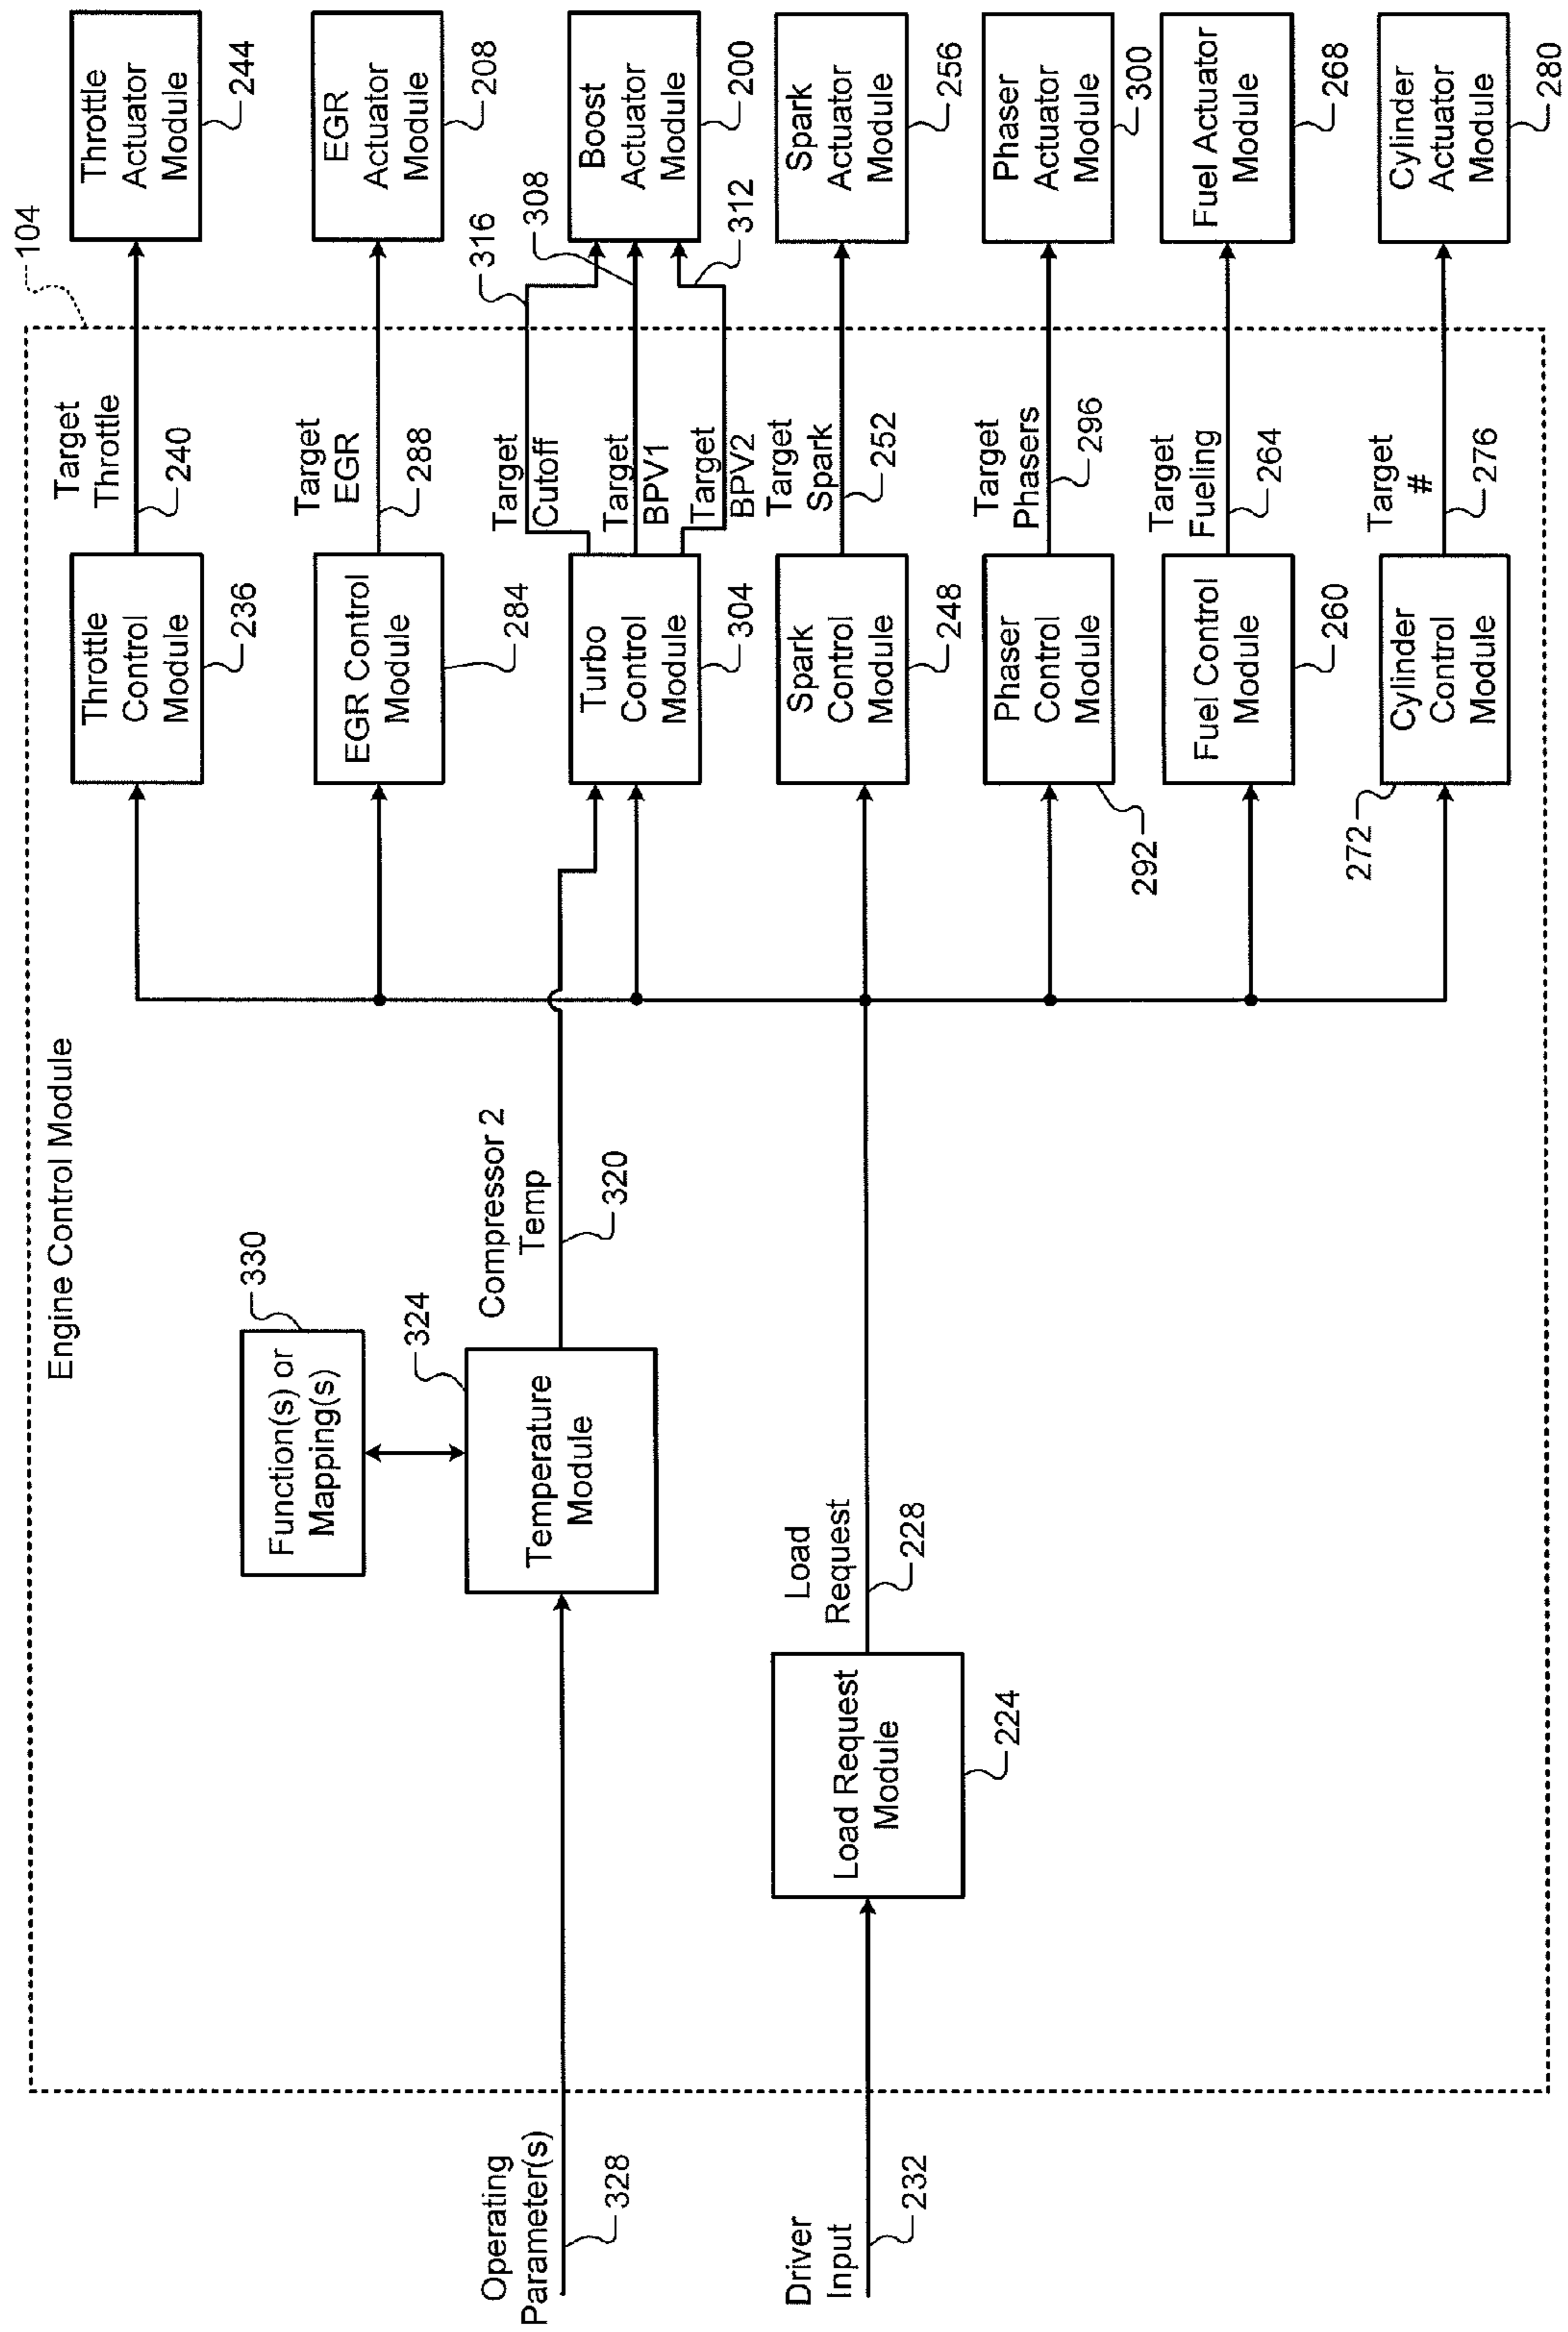 Engine Control Module
104
Operating
Parameter(s)
328
Driver
Input
232
Function(s) or
Mapping(s)
330
Temperature
Module
324
Compressor 2
Temp
320
Load Request
Module
224
Load
Request
228
Throttle
Control
Module
236
Target
Throttle
240
Throttle
Actuator
Module
244
EGR Control
Module
284
Target
EGR
288
EGR
Actuator
Module
208
Turbo
Control
Module
304
Target
Cutoff
316
Target
BPV1
308
Target
BPV2
312
Boost
Actuator
Module
200
Spark
Control
Module
248
Target
Spark
252
Spark
Actuator
Module
256
Phaser
Control
Module
292
Target
Phasers
296
Phaser
Actuator
Module
300
Fuel Control
Module
260
Target
Fueling
264
Fuel Actuator
Module
268
Cylinder
Control
Module
272
Target
#
276
Cylinder
Actuator
Module
280